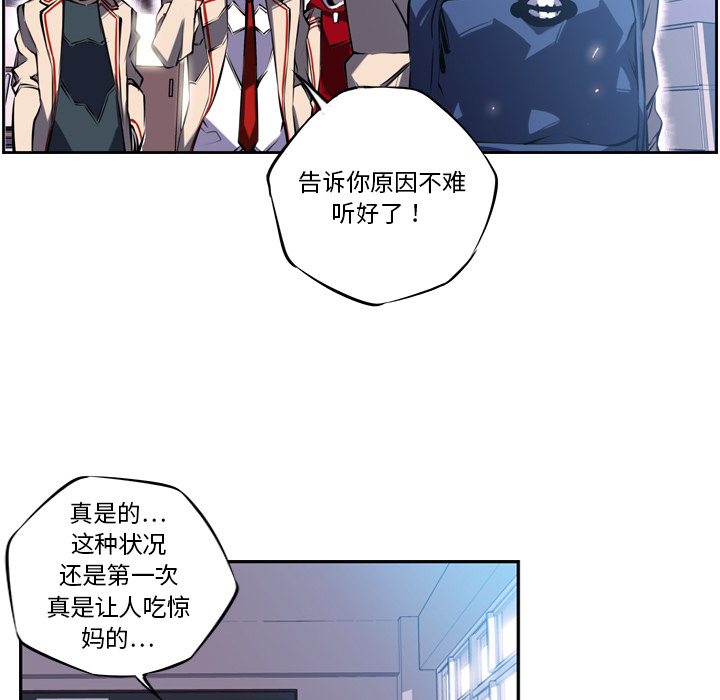 告诉你原因不难
听好了！
真是的...
这种状况
还是第一次
真是让人吃惊
妈的...